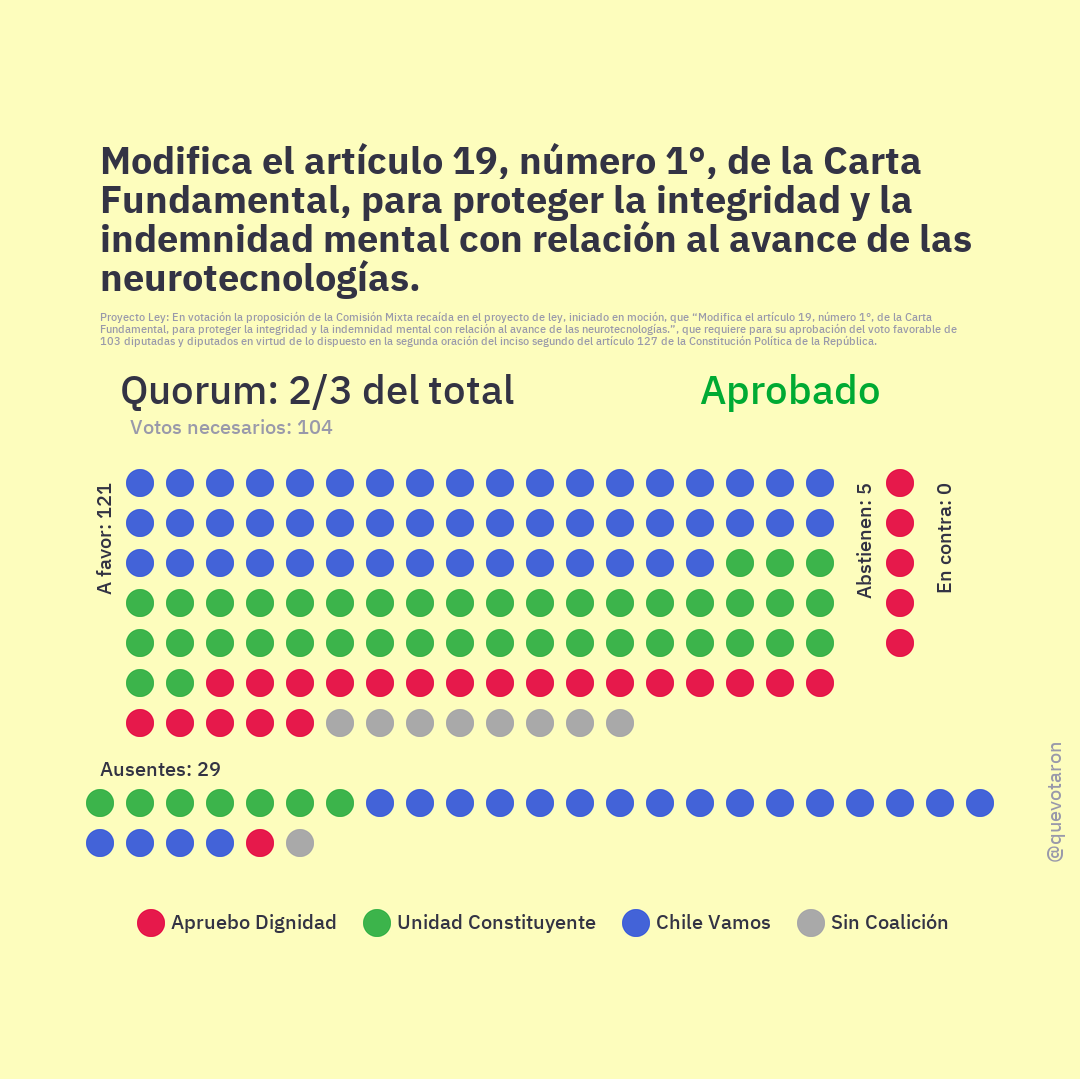 Modifica el artículo 19, número 1°, de la Carta
Fundamental, para proteger la integridad y la
indemnidad mental con relación al avance de las
neurotecnologías.
Proyecto Ley: En votación la proposición de la Comisión Mixta recaída en el proyecto de ley, iniciado en moción, que “Modifica el artículo 19, número 1°, de la Carta
Fundamental, para proteger la integridad y la indemnidad mental con relación al avance de las neurotecnologías.”, que requiere para su aprobación del voto favorable de
103 diputadas y diputados en virtud de lo dispuesto en la segunda oración del inciso segundo del artículo 127 de la Constitución Política de la República.
Quorum: 2/3 del total
Aprobado
Votos necesarios: 104
A favor: 121
Abstienen: 5
En contra: 0
Ausentes: 29
@quevotaron
Apruebo Dignidad
Unidad Constituyente
Chile Vamos
Sin Coalición